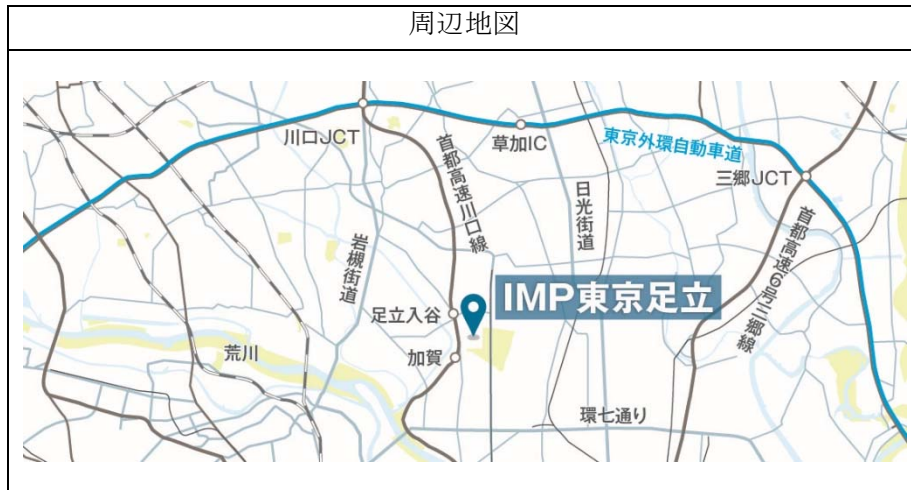 周辺地図
川口JCT
首都高速川口線
草加IC
東京外環自動車道
三郷JCT
日光街道
岩槻街道
首都高速6号三郷線
IMP東京足立
足立入谷
荒川
加賀
環七通り